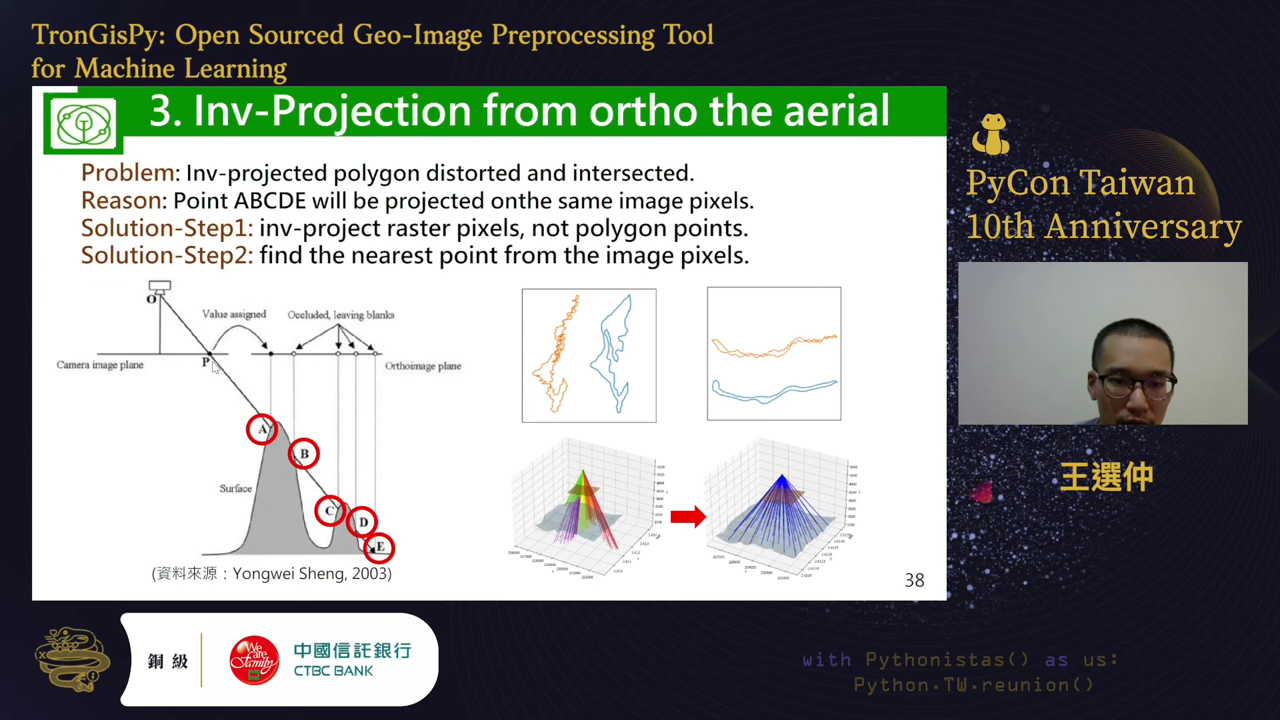 TronGisPy: Open Sourced Geo-Image Preprocessing Tool
for Machine Learning
3. Inv-Projection from ortho the aerial
Problem: Inv-projected polygon distorted and intersected.
Reason: Point ABCDE will be projected onthe same image pixels.
Solution-Step1: inv-project raster pixels, not polygon points.
Solution-Step2: find the nearest point from the image pixels.
O
Value assigned
Occluded, leaving blanks
Camera image plane
P
Orthoimage plane
A
B
Surface
C
D
E
(資料來源：Yongwei Sheng, 2003)
38
PyCon Taiwan
10th Anniversary
王選仲
銅級
We are Family
中國信託銀行
CTBC BANK
with Pythonistas() as us:
Python.TW.reunion()